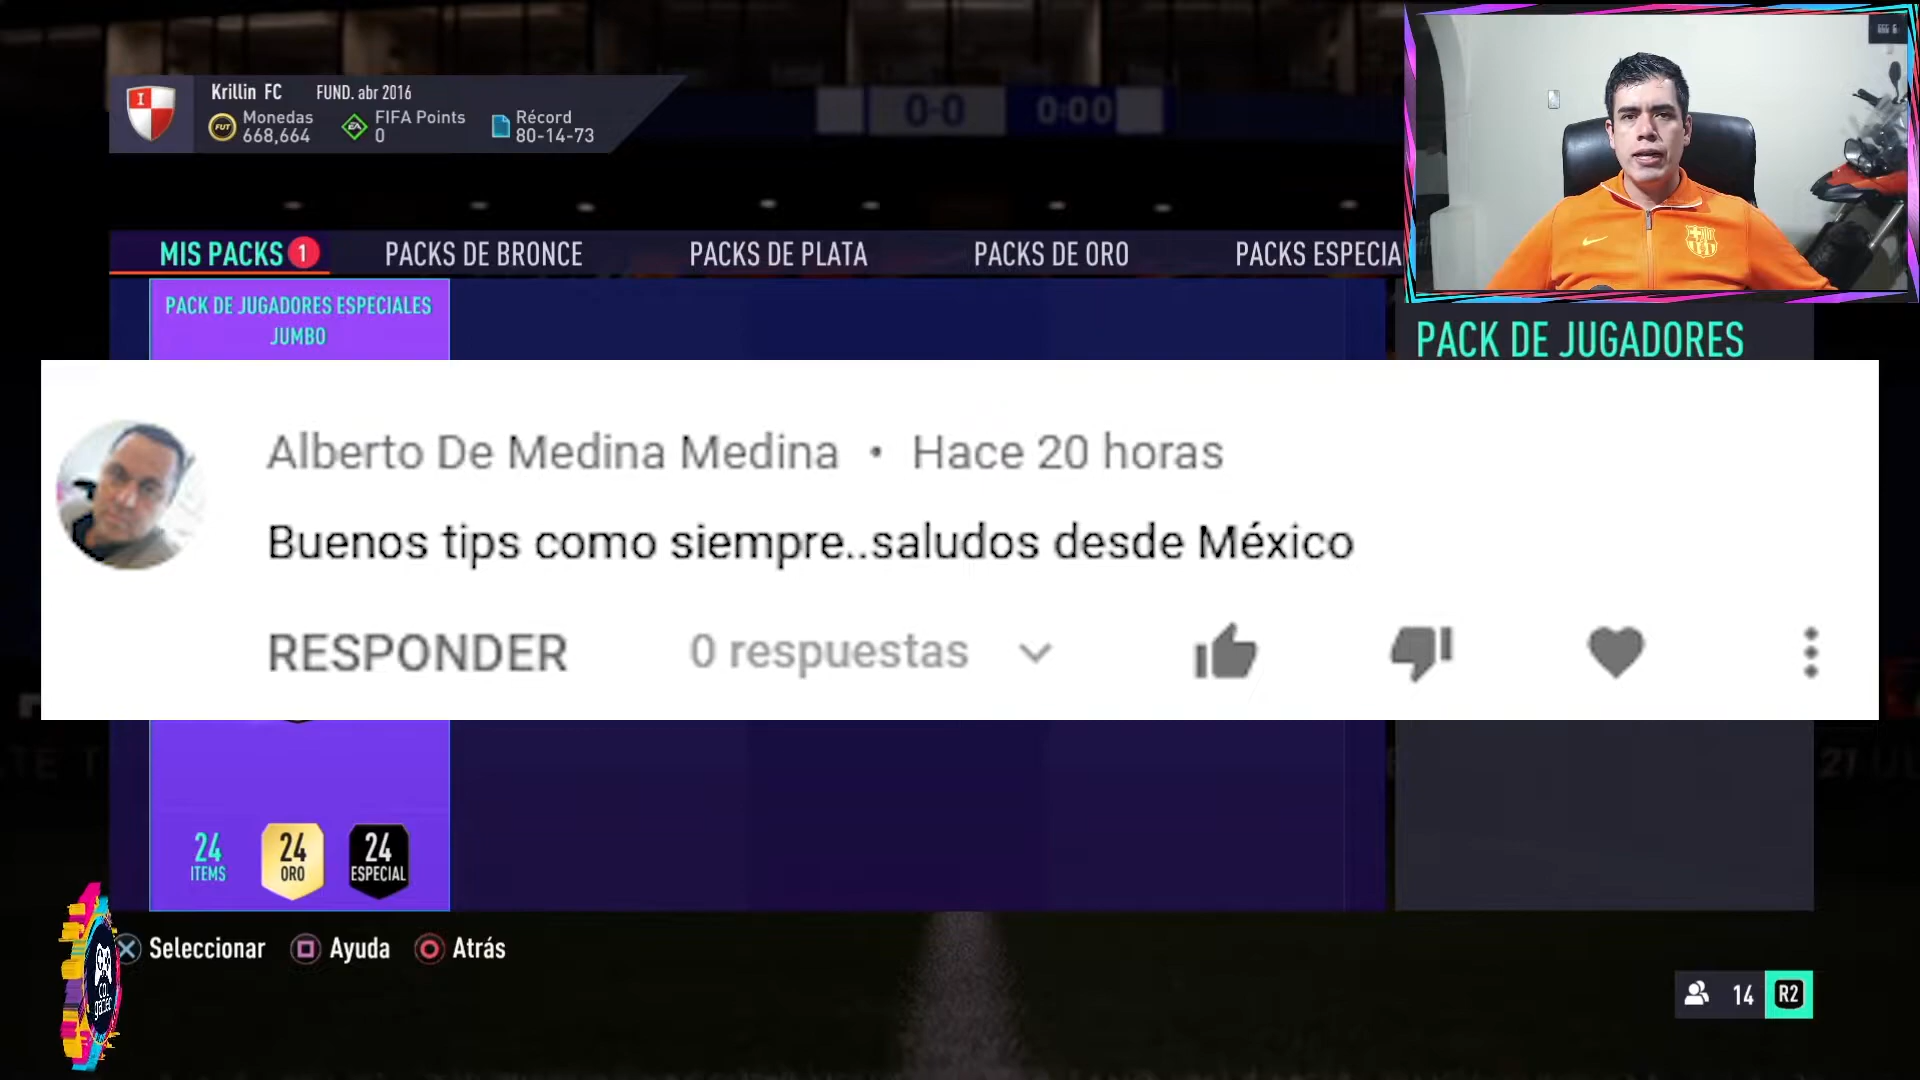 Krillin FC FUND. abr 2016
Monedas
668,664
FIFA Points
0
Récord
80-14-73
0-0 0:00
MIS PACKS 1 PACKS DE BRONCE PACKS DE PLATA PACKS DE ORO PACKS ESPECIA
PACK DE JUGADORES ESPECIALES
JUMBO
PACK DE JUGADORES
Alberto De Medina Medina • Hace 20 horas
Buenos tips como siempre..saludos desde México
RESPONDER 0 respuestas
24
ITEMS
24
ORO
24
ESPECIAL
Seleccionar Ayuda Atrás
14 R2